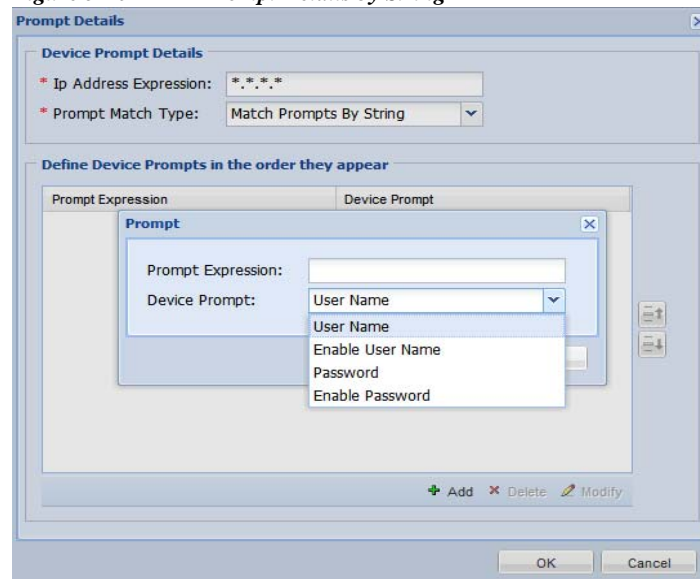 Prompt Details
Device Prompt Details
* Ip Address Expression: *.*.*.*
* Prompt Match Type: Match Prompts By String
Define Device Prompts in the order they appear
Prompt Expression Device Prompt
Prompt
Prompt Expression:
Device Prompt: User Name
User Name
Enable User Name
Password
Enable Password
Add Delete Modify
OK Cancel